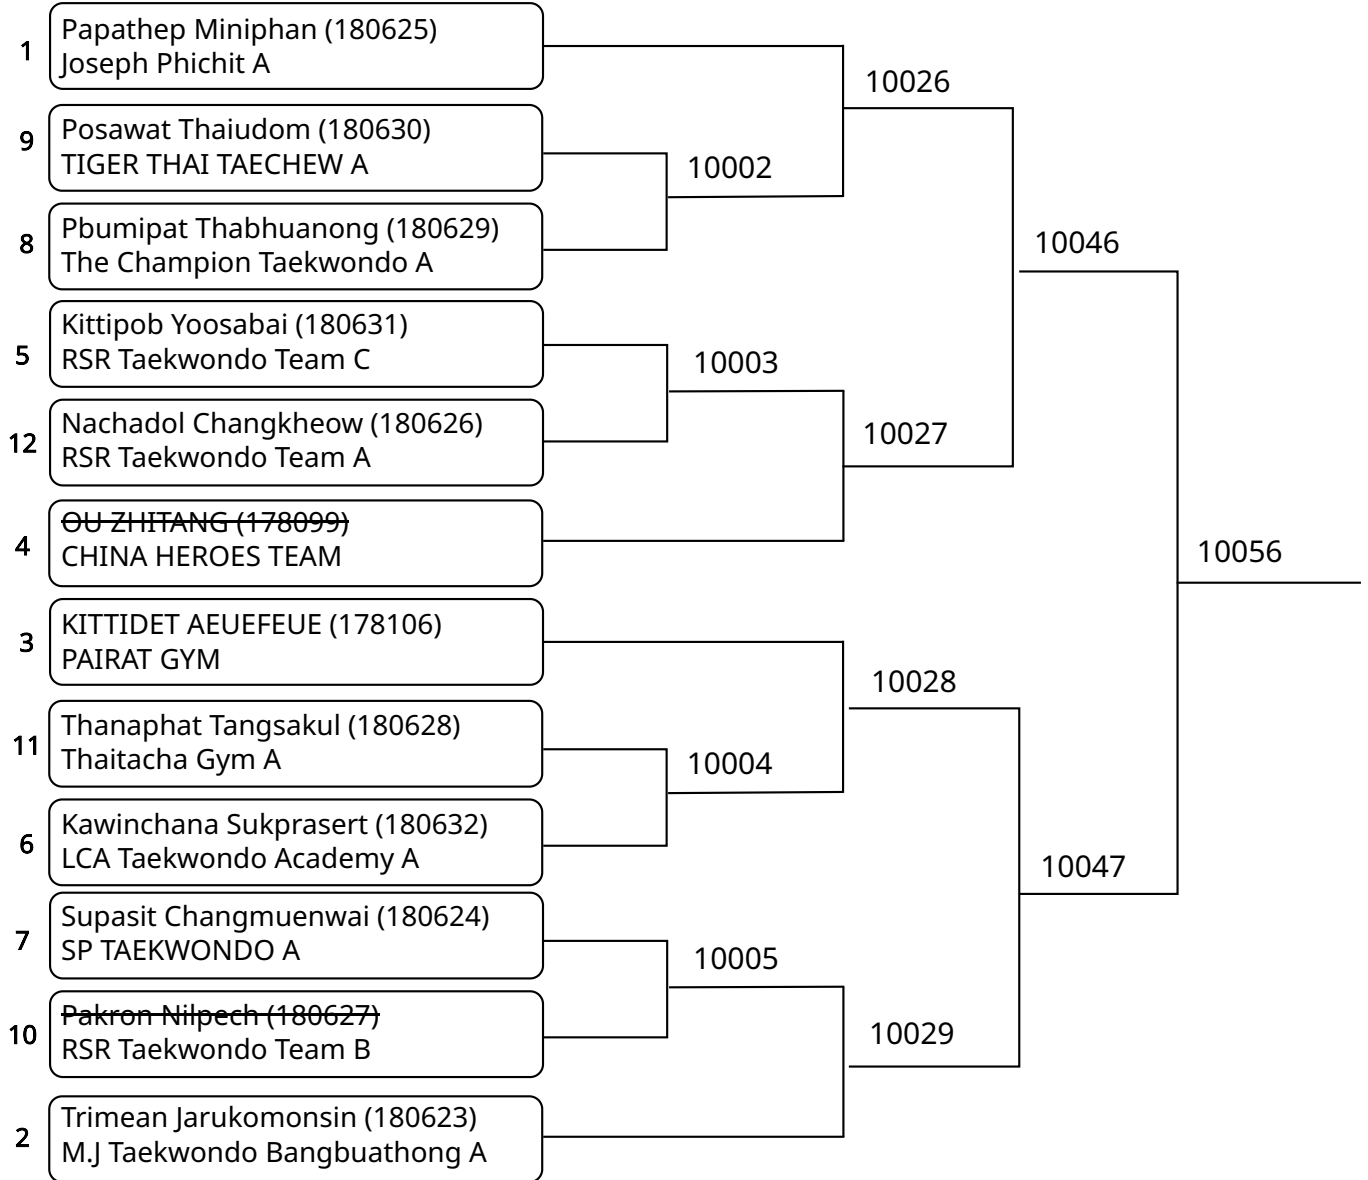 1
Papathep Miniphan (180625)
Joseph Phichit A
9
Posawat Thaiudom (180630)
TIGER THAI TAECHEW A
8
Pbumipat Thabhuanong (180629)
The Champion Taekwondo A
5
Kittipob Yoosabai (180631)
RSR Taekwondo Team C
12
Nachadol Changkheow (180626)
RSR Taekwondo Team A
4
OU ZHITANG (178099)
CHINA HEROES TEAM
3
KITTIDET AEUEFEUE (178106)
PAIRAT GYM
11
Thanaphat Tangsakul (180628)
Thaitacha Gym A
6
Kawinchana Sukprasert (180632)
LCA Taekwondo Academy A
7
Supasit Changmuenwai (180624)
SP TAEKWONDO A
10
Pakron Nilpech (180627)
RSR Taekwondo Team B
2
Trimean Jarukomonsin (180623)
M.J Taekwondo Bangbuathong A
10002
10003
10004
10005
10026
10027
10028
10029
10046
10047
10056